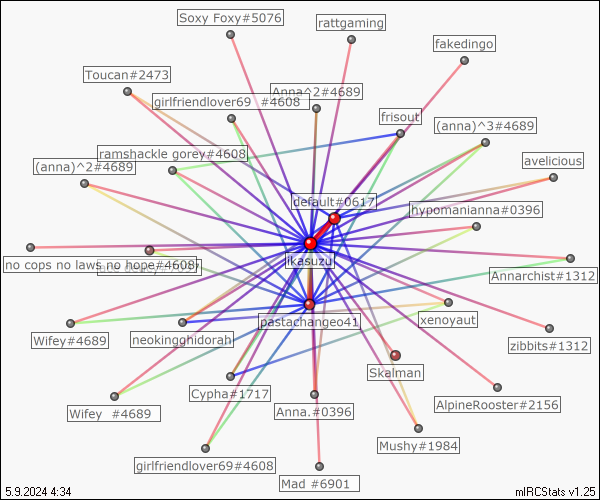 Soxy Foxy#5076
rattgaming
fakedingo
Toucan#2473
Anna^2#4689
girlfriendlover69 #4608
frisout
(anna)^3#4689
ramshackle gorey#4608
(anna)^2#4689
avelicious
default#0617
hypomanianna#0396
ikasuzu
no cops no laws no hope#4608
Annarchist#1312
pastachangeo41
xenoyaut
Wifey#4689
neokingghidorah
zibbits#1312
Skalman
Cypha#1717
AlpineRooster#2156
Wifey #4689
Anna.#0396
Mushy#1984
girlfriendlover69#4608
Mad #6901
5.9.2024 4:34
mIRCStats v1.25